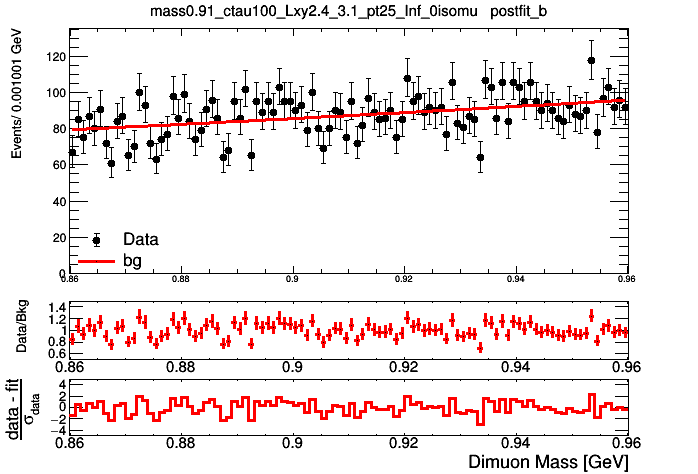 mass0.91_ctau100_Lxy2.4_3.1_pt25_Inf_0isomu postfit_b
Events/ 0.001001 GeV
120
100
80
60
40
20
0
Data
bg
0.86 0.88 0.9 0.92 0.94 0.96
Data/Bkg
1.4
1.2
1
0.8
0.6
0.86 0.88 0.9 0.92 0.94 0.96
data - fit
σdata
4
2
0
−2
−4
0.86 0.88 0.9 0.92 0.94 0.96
Dimuon Mass [GeV]